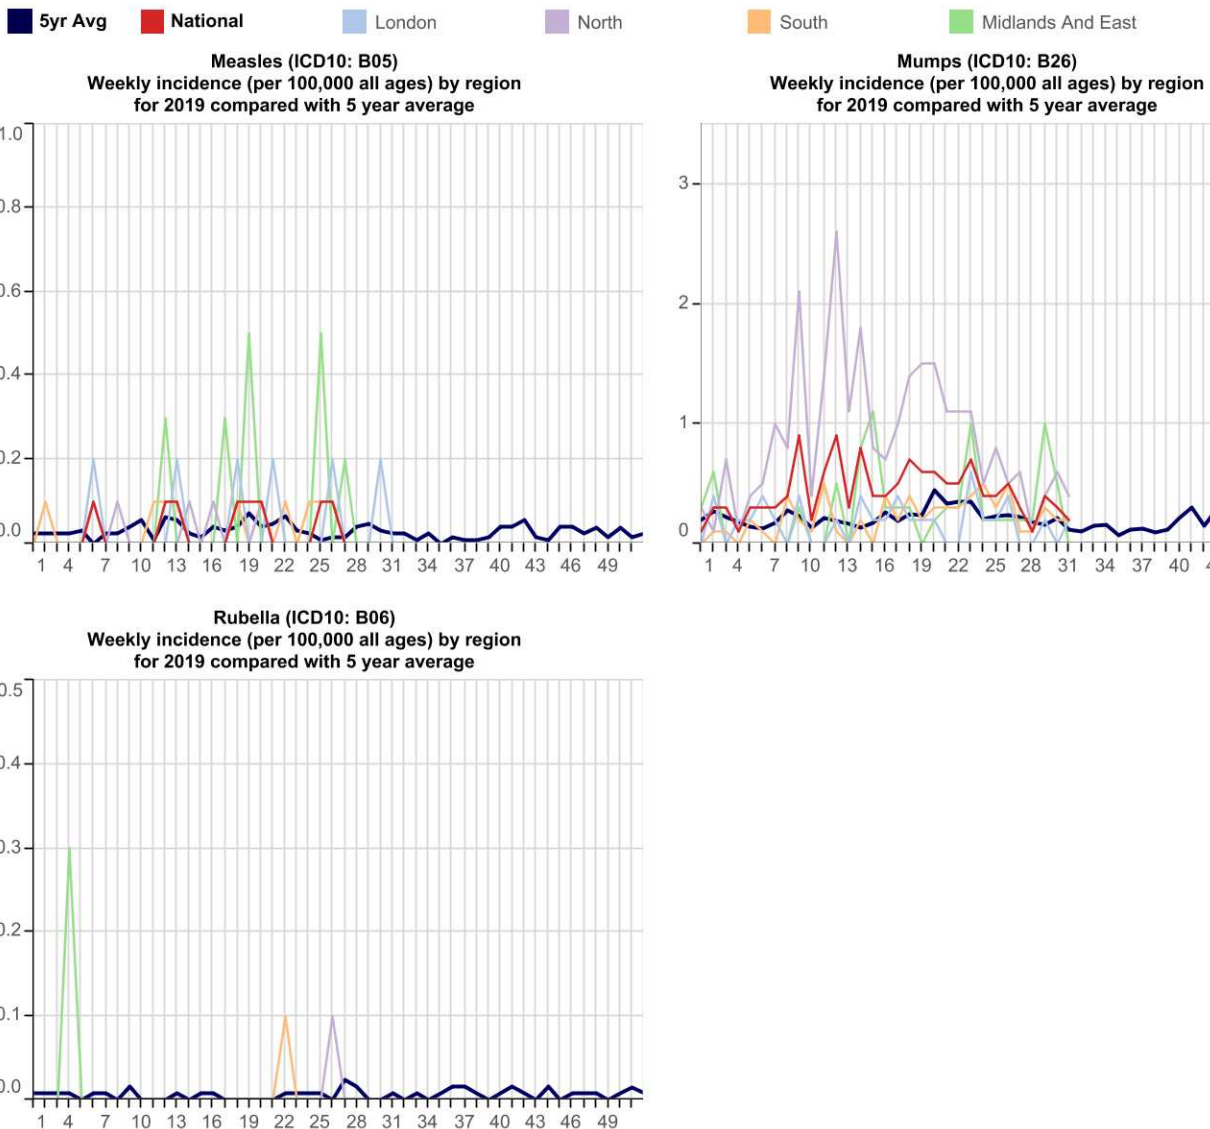 5yr Avg National London North South Midlands And East
Measles (ICD10: B05)
Weekly incidence (per 100,000 all ages) by region
for 2019 compared with 5 year average
1.0
0.8
0.6
0.4
0.2
0.0
1 4 7 10 13 16 19 22 25 28 31 34 37 40 43 46 49
Mumps (ICD10: B26)
Weekly incidence (per 100,000 all ages) by region
for 2019 compared with 5 year average
3
2
1
0
1 4 7 10 13 16 19 22 25 28 31 34 37 40
Rubella (ICD10: B06)
Weekly incidence (per 100,000 all ages) by region
for 2019 compared with 5 year average
0.5
0.4
0.3
0.2
0.1
0.0
1 4 7 10 13 16 19 22 25 28 31 34 37 40 43 46 49